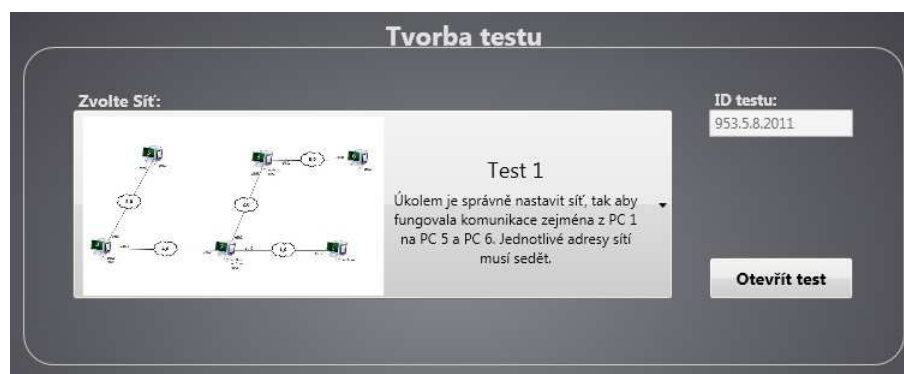 Tvorba testu
Zvolte Síť:
Test 1
Úkolem je správně nastavit síť, tak aby
fungovala komunikace zejména z PC 1
na PC 5 a PC 6. Jednotlivé adresy sítí
musí sedět.
ID testu:
953.5.8.2011
Otevřít test